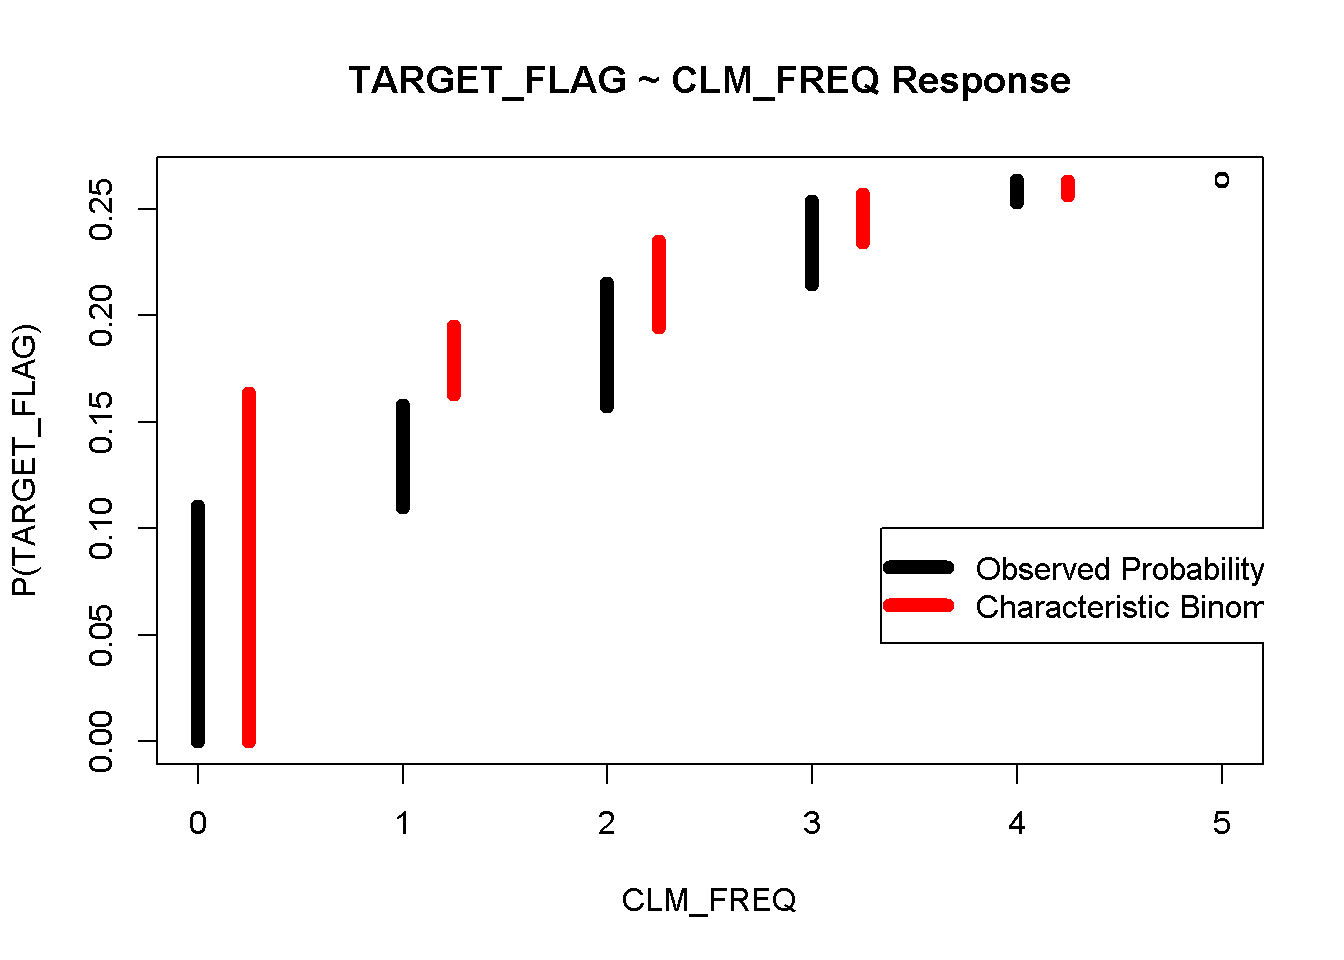 TARGET_FLAG ~ CLM_FREQ Response
P(TARGET_FLAG)
0.25
0.20
0.15
0.10
0.05
0.00
Observed Probability
Characteristic Binom
0 1 2 3 4 5
CLM_FREQ